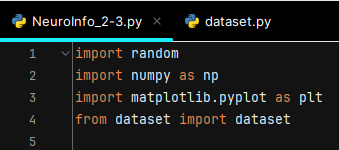 NeuroInfo_2-3.py × dataset.py
1 import random
2 import numpy as np
3 import matplotlib.pyplot as plt
4 from dataset import dataset
5